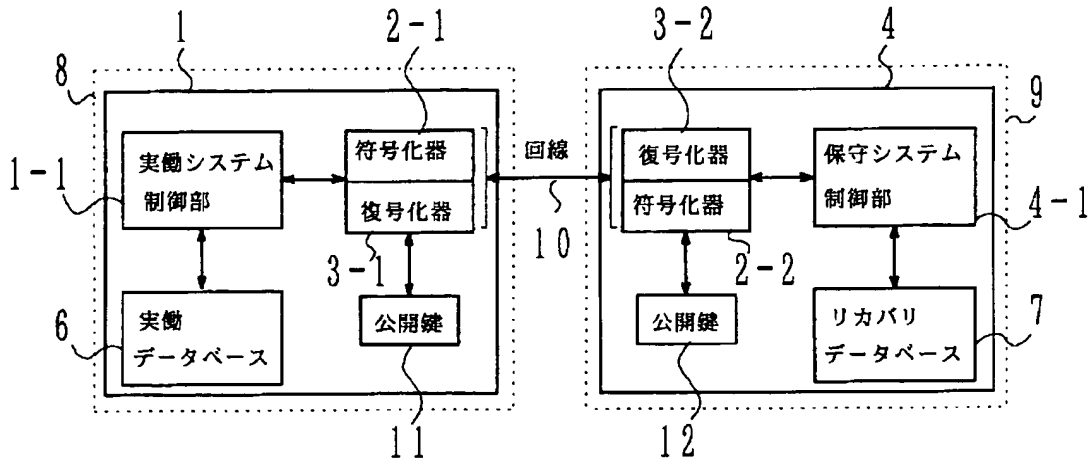 1
2-1
3-2
4
8
9
実働システム
制御部
1-1
符号化器
復号化器
3-1
回線
10
復号化器
符号化器
2-2
保守システム
制御部
4-1
6
実働
データベース
公開鍵
11
公開鍵
12
リカバリ
データベース
7